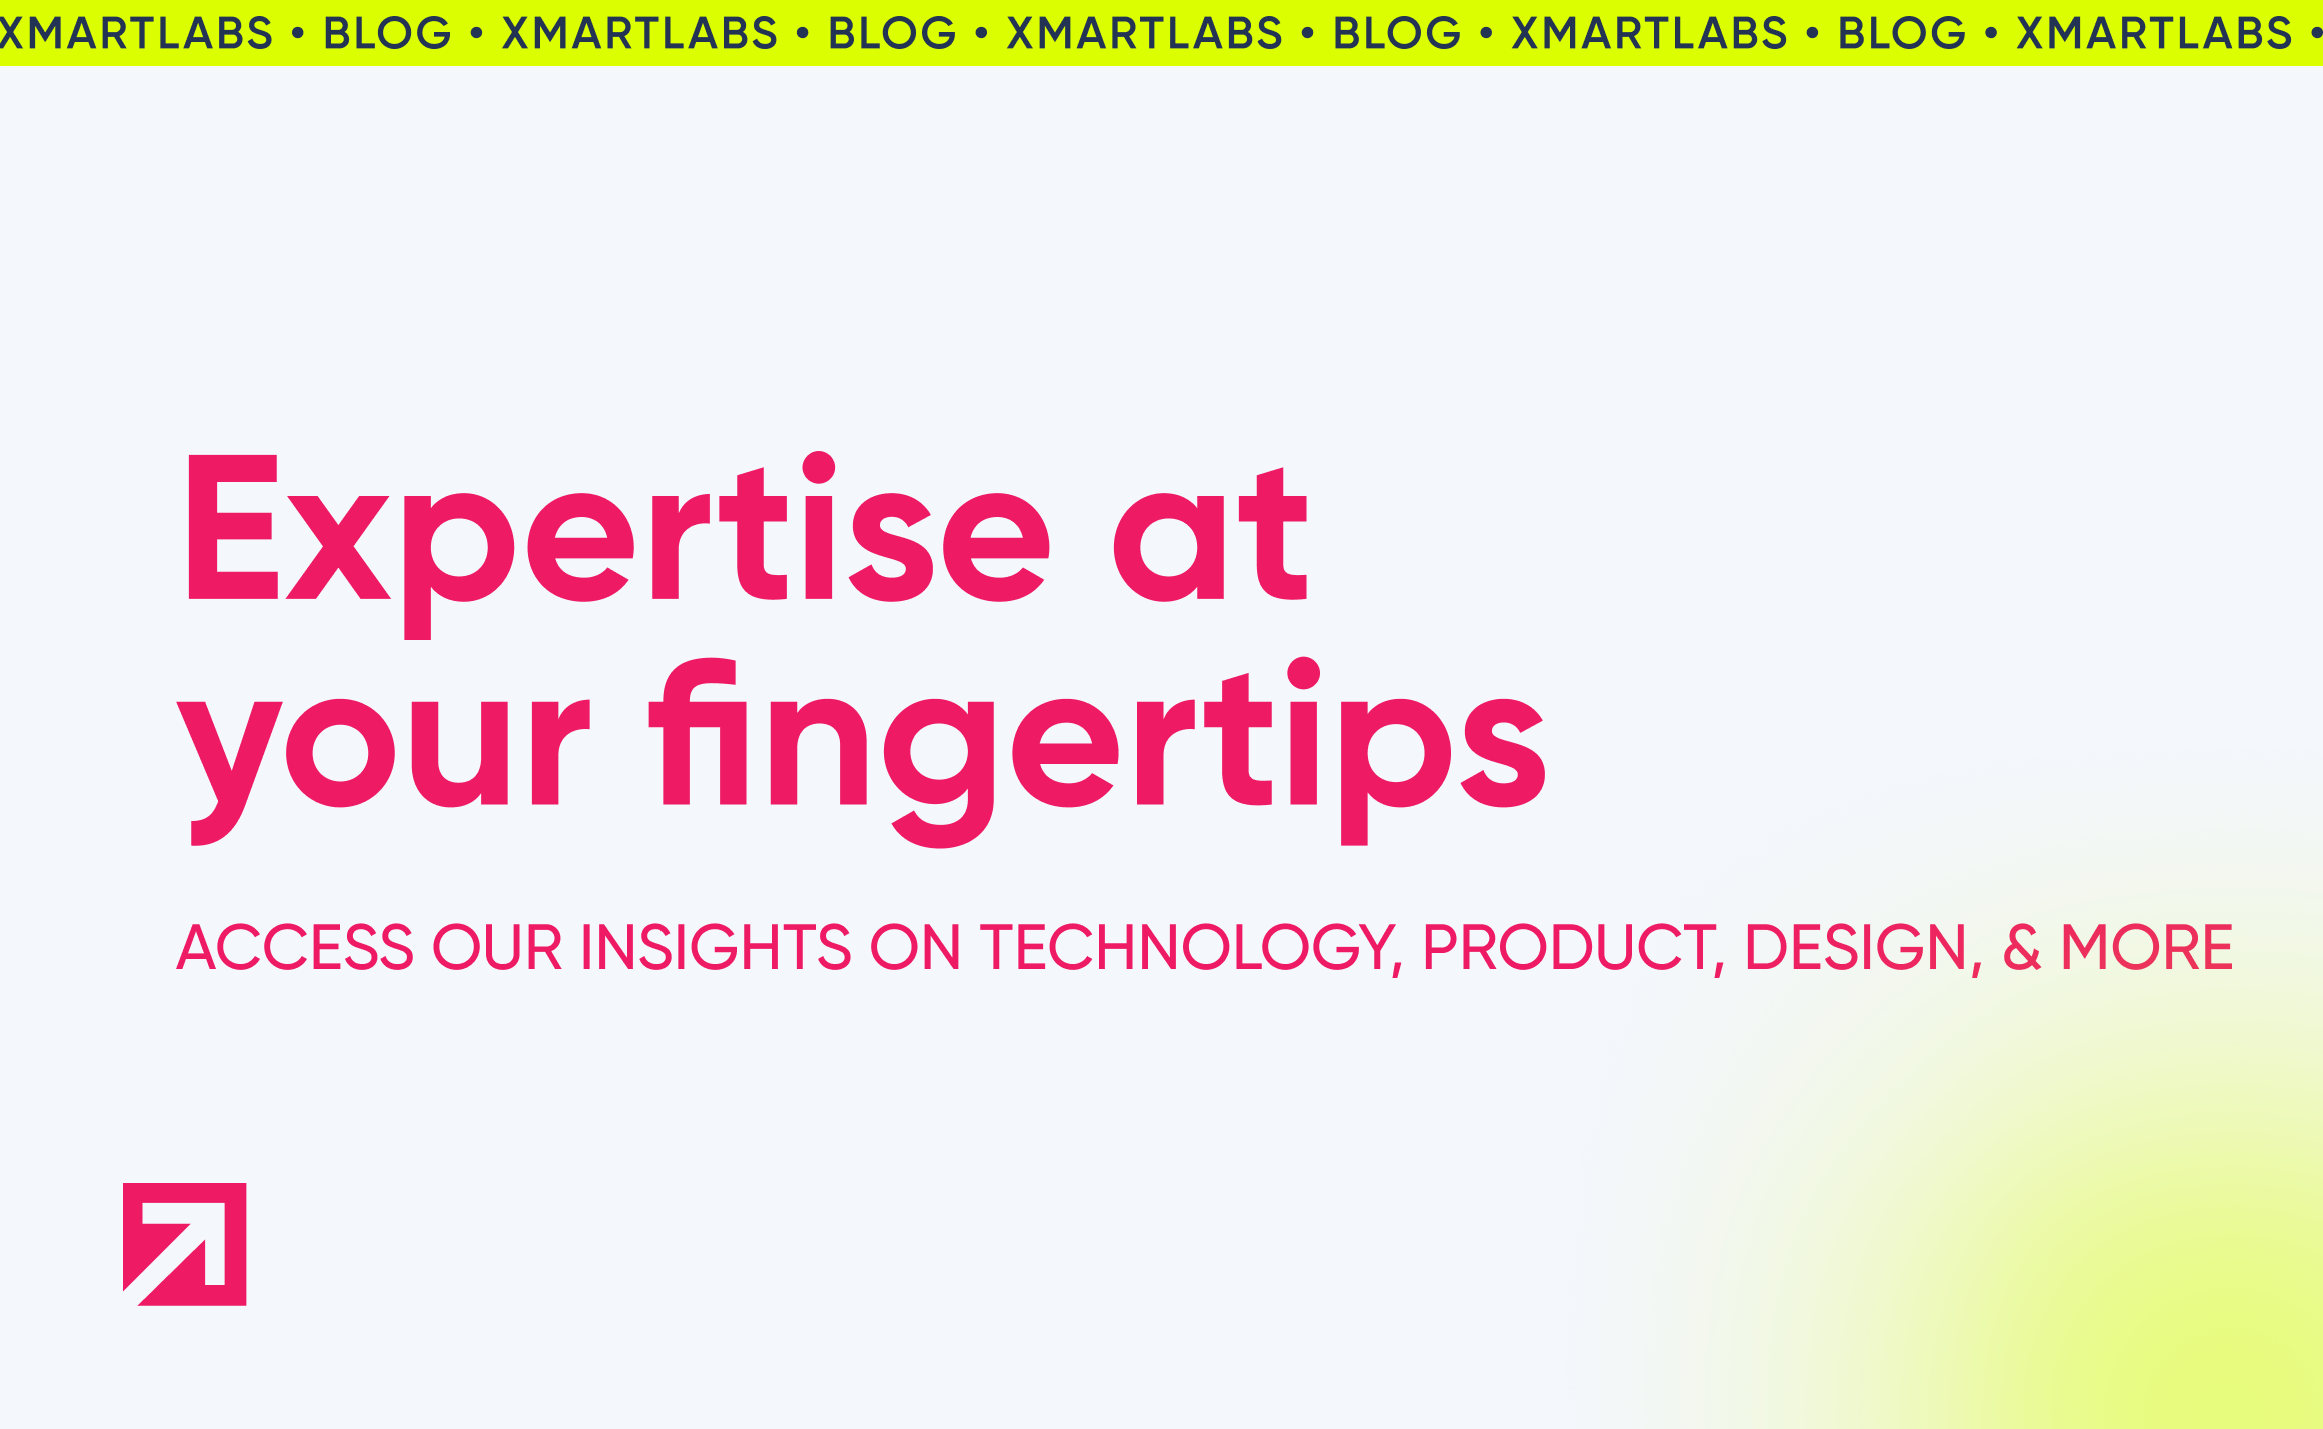 XMARTLABS • BLOG • XMARTLABS • BLOG • XMARTLABS • BLOG • XMARTLABS • BLOG • XMARTLABS •
Expertise at
your fingertips
ACCESS OUR INSIGHTS ON TECHNOLOGY, PRODUCT, DESIGN, & MORE